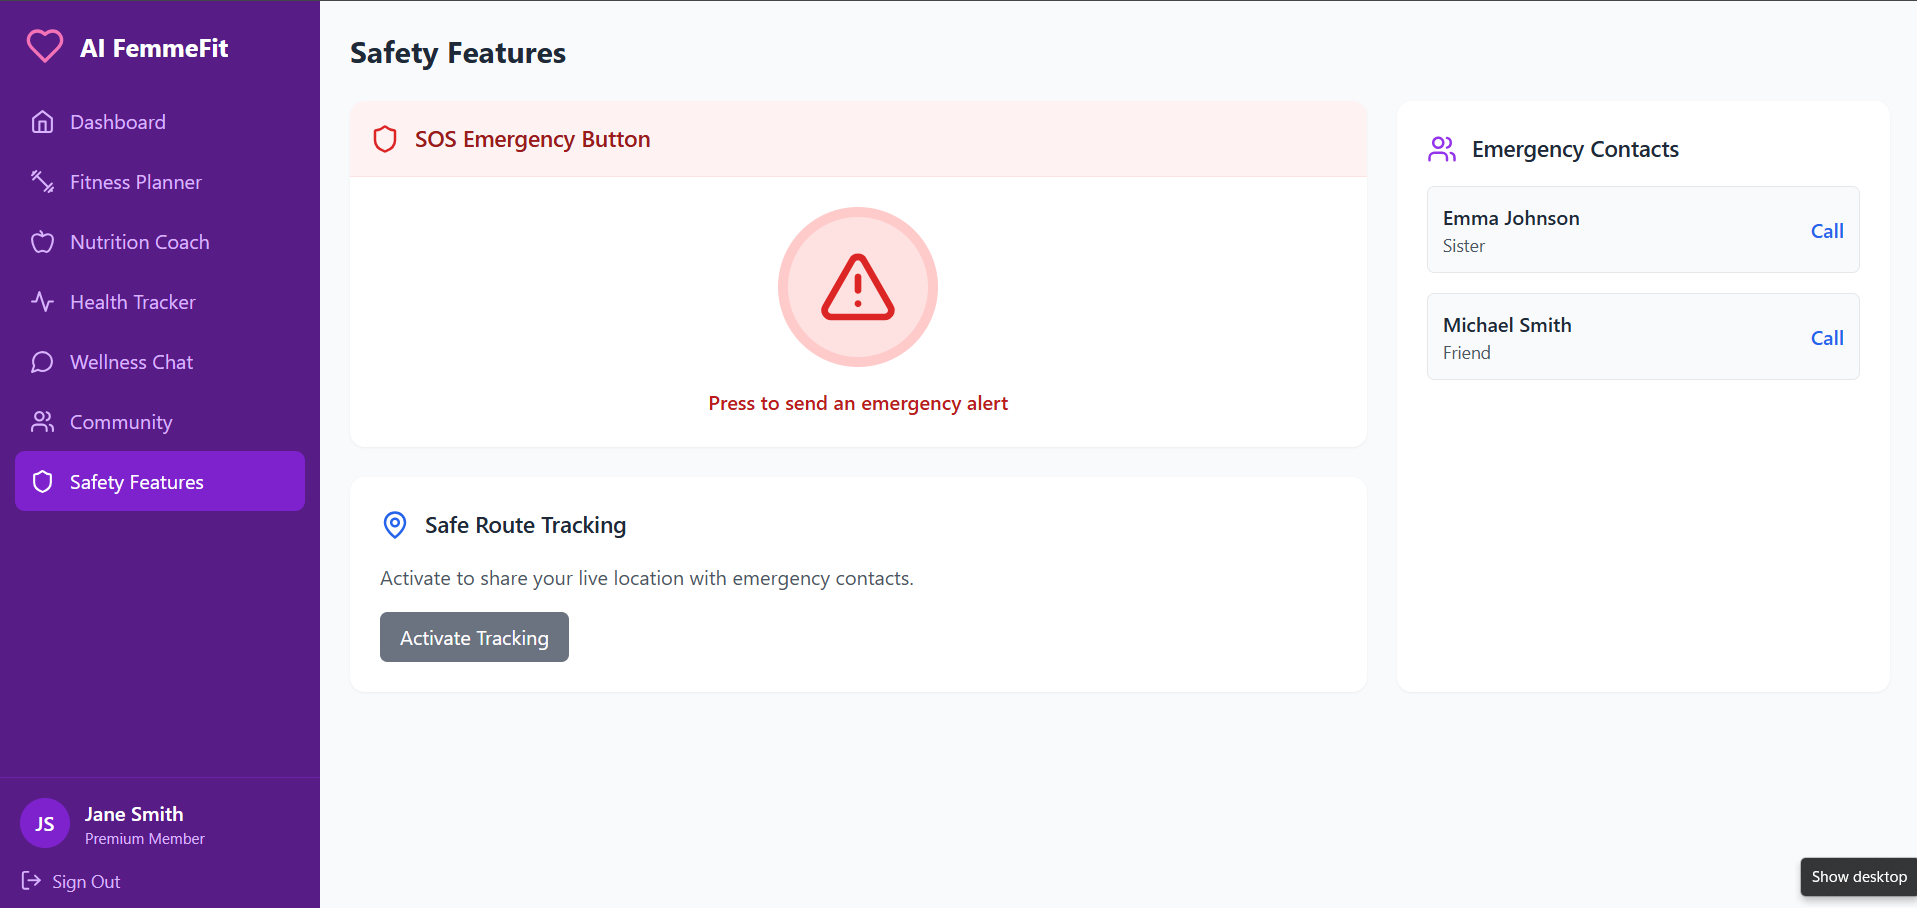 AI FemmeFit
Dashboard
Fitness Planner
Nutrition Coach
Health Tracker
Wellness Chat
Community
Safety Features
JS
Jane Smith
Premium Member
Sign Out
Safety Features
SOS Emergency Button
Press to send an emergency alert
Safe Route Tracking
Activate to share your live location with emergency contacts.
Activate Tracking
Emergency Contacts
Emma Johnson
Sister
Call
Michael Smith
Friend
Call
Show desktop